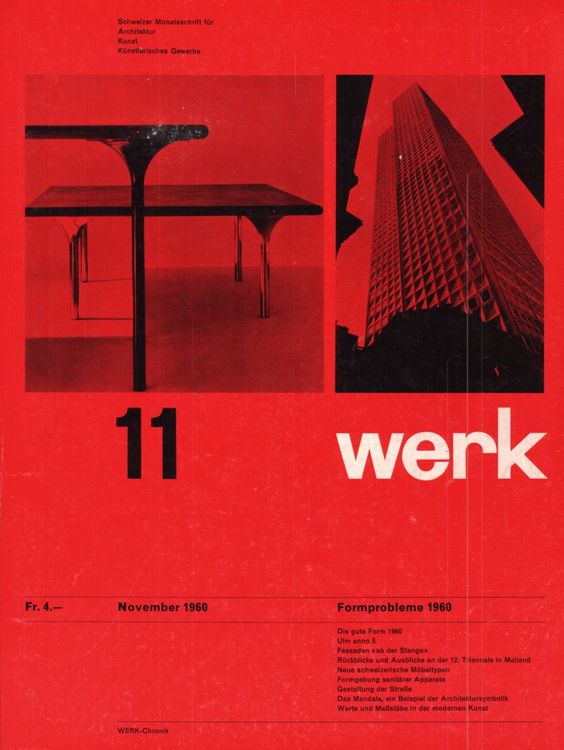 Schweizer Monatsschrift für
Architektur
Kunst
Künstlerisches Gewerbe
11
werk
Fr. 4.—
November 1960
Formprobleme 1960
Die gute Form 1960
Ulm anno 5
Fassaden «ab der Stange»
Rückblicke und Ausblicke an der 12. Triennale in Mailand
Neue schweizerische Möbeltypen
Formgebung sanitärer Apparate
Gestaltung der Straße
Das Mandala, ein Beispiel der Architektursymbolik
Werte und Maßstäbe in der modernen Kunst
WERK-Chronik